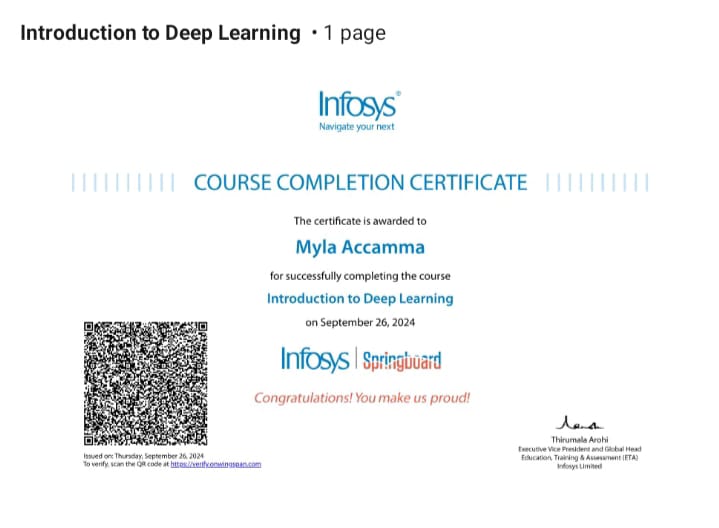 Introduction to Deep Learning • 1 page
Infosys®
Navigate your next
COURSE COMPLETION CERTIFICATE
The certificate is awarded to
Myla Accamma
for successfully completing the course
Introduction to Deep Learning
on September 26, 2024
Infosys | Springboard
Congratulations! You make us proud!
Issued on: Thursday, September 26, 2024
To verify, scan the QR code at https://verify.onwingspan.com
Thirumala Arohi
Executive Vice President and Global Head
Education, Training & Assessment (ETA)
Infosys Limited